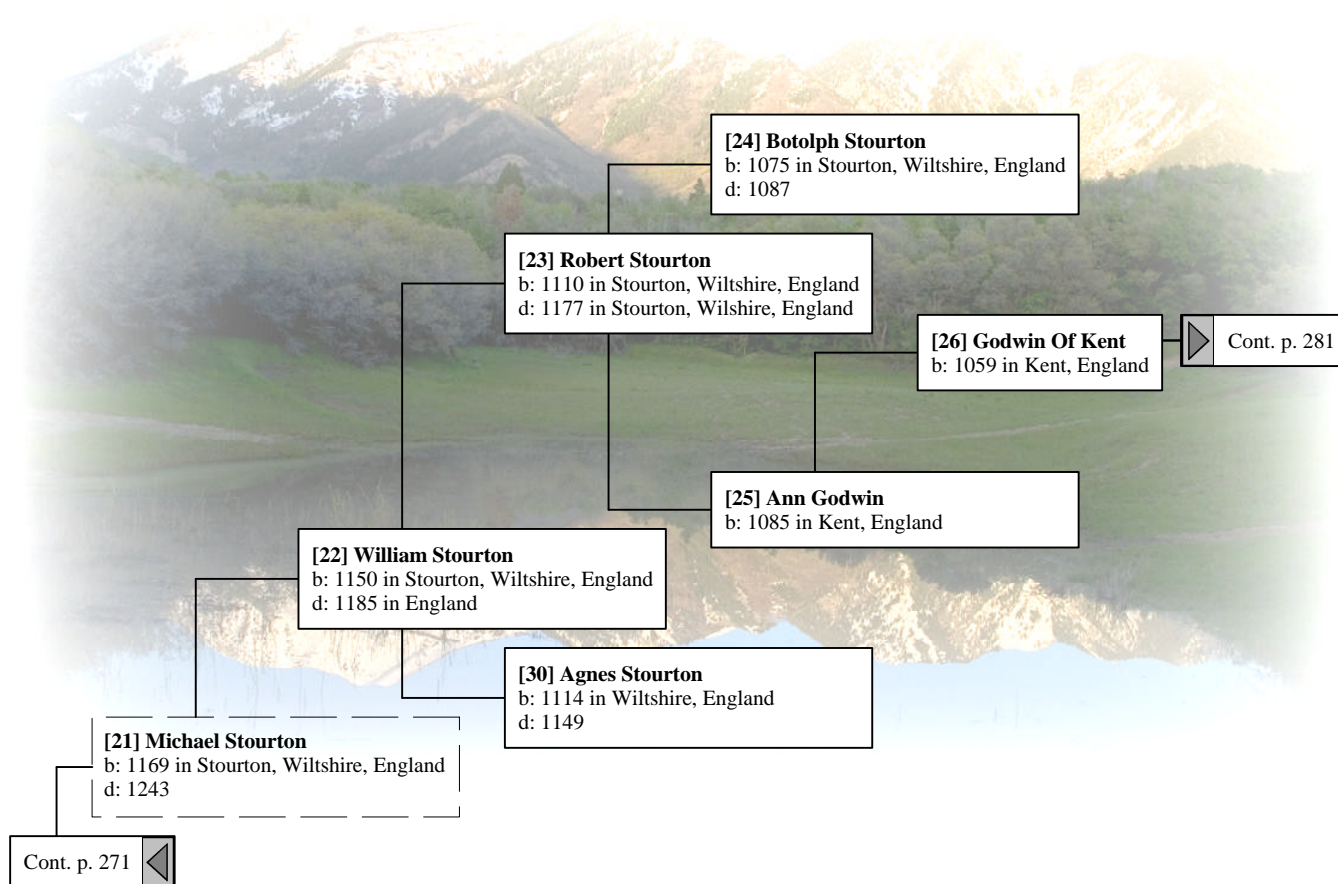 [24] Botolph Stourton
b: 1075 in Stourton, Wiltshire, England
d: 1087
[23] Robert Stourton
b: 1110 in Stourton, Wiltshire, England
d: 1177 in Stourton, Wilshire, England
[26] Godwin Of Kent
b: 1059 in Kent, England
Cont. p. 281
[25] Ann Godwin
b: 1085 in Kent, England
[22] William Stourton
b: 1150 in Stourton, Wiltshire, England
d: 1185 in England
[30] Agnes Stourton
b: 1114 in Wiltshire, England
d: 1149
[21] Michael Stourton
b: 1169 in Stourton, Wiltshire, England
d: 1243
Cont. p. 271